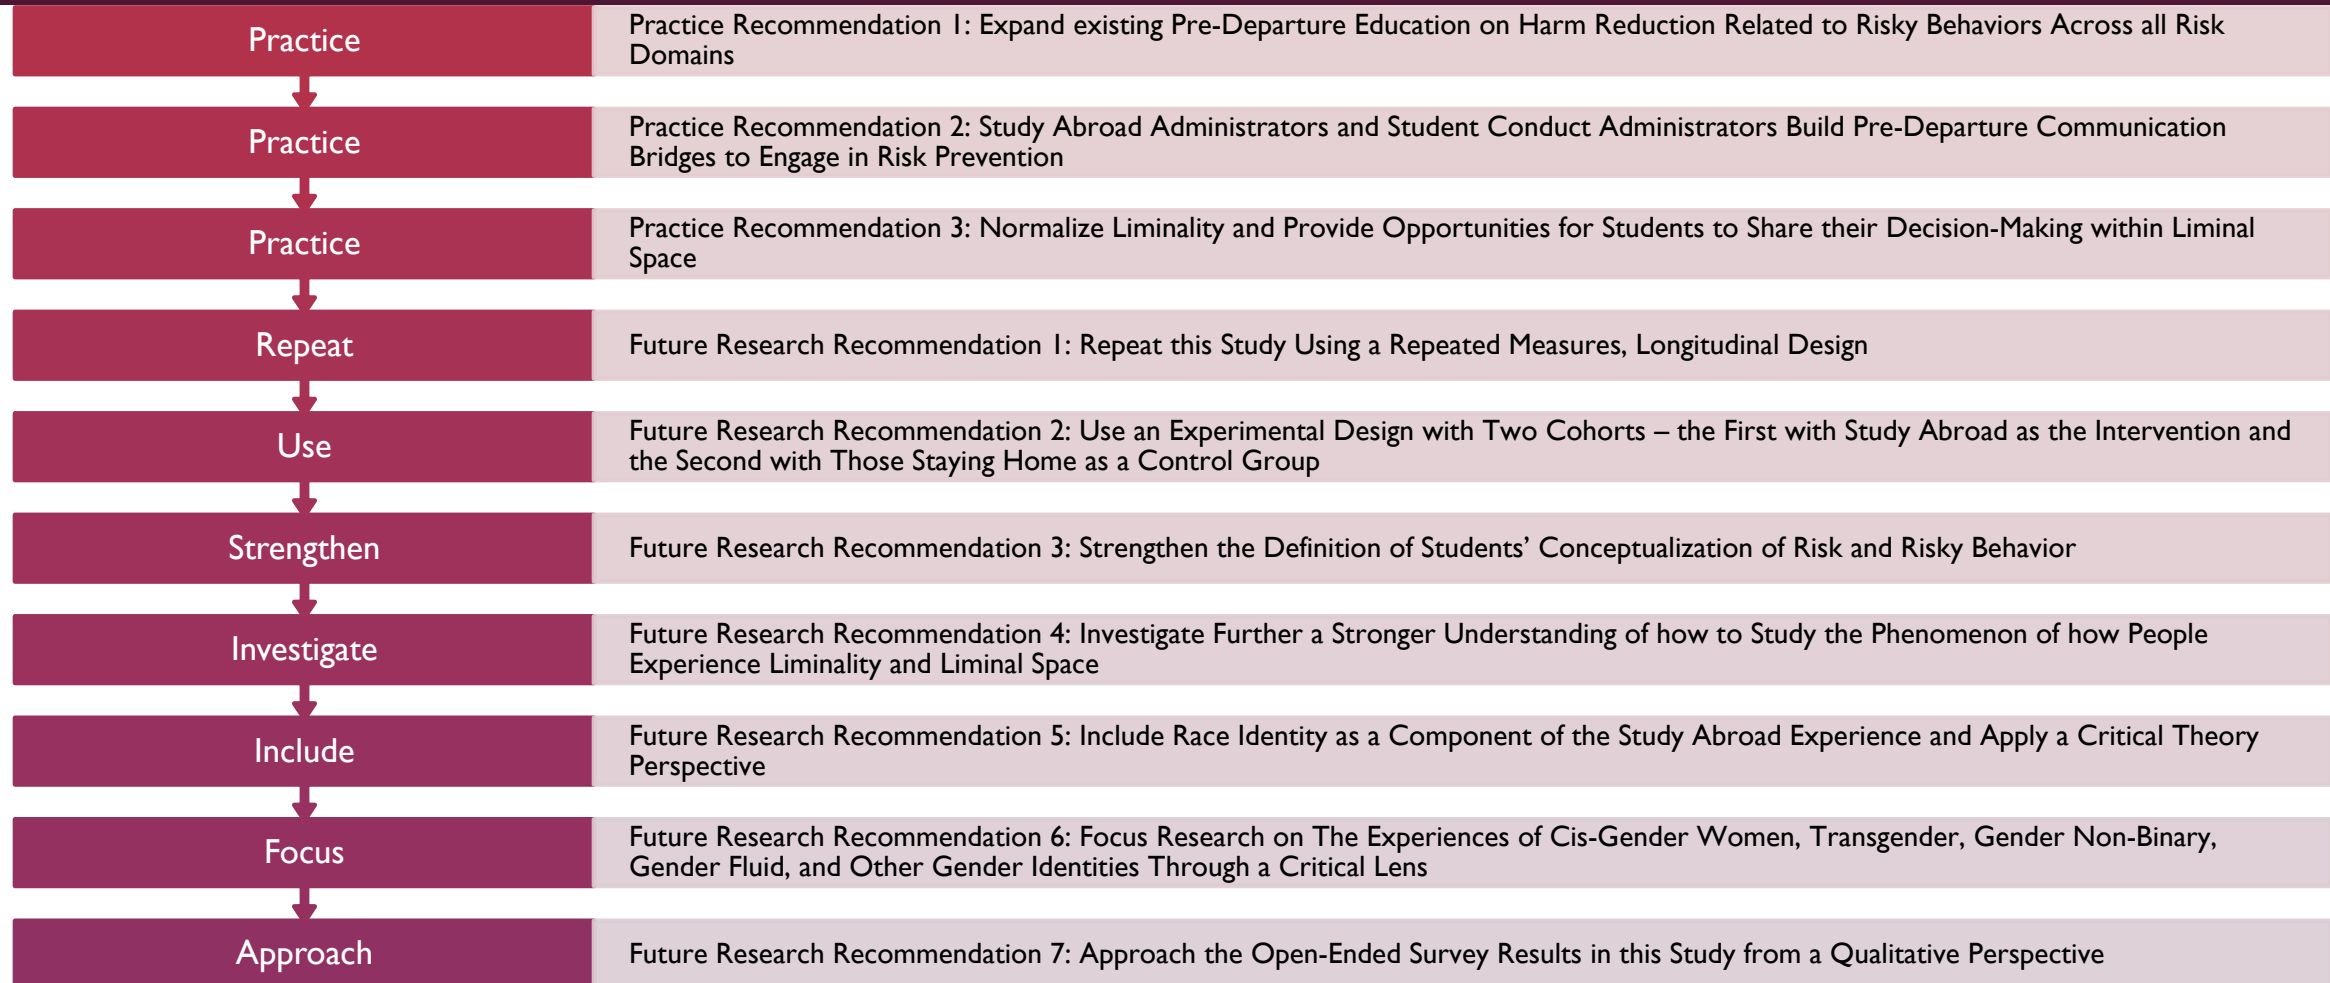 Practice
Practice Recommendation 1: Expand existing Pre-Departure Education on Harm Reduction Related to Risky Behaviors Across all Risk
Domains
Practice
Practice Recommendation 2: Study Abroad Administrators and Student Conduct Administrators Build Pre-Departure Communication
Bridges to Engage in Risk Prevention
Practice
Practice Recommendation 3: Normalize Liminality and Provide Opportunities for Students to Share their Decision-Making within Liminal
Space
Repeat
Future Research Recommendation 1: Repeat this Study Using a Repeated Measures, Longitudinal Design
Use
Future Research Recommendation 2: Use an Experimental Design with Two Cohorts – the First with Study Abroad as the Intervention and
the Second with Those Staying Home as a Control Group
Strengthen
Future Research Recommendation 3: Strengthen the Definition of Students’ Conceptualization of Risk and Risky Behavior
Investigate
Future Research Recommendation 4: Investigate Further a Stronger Understanding of how to Study the Phenomenon of how People
Experience Liminality and Liminal Space
Include
Future Research Recommendation 5: Include Race Identity as a Component of the Study Abroad Experience and Apply a Critical Theory
Perspective
Focus
Future Research Recommendation 6: Focus Research on The Experiences of Cis-Gender Women, Transgender, Gender Non-Binary,
Gender Fluid, and Other Gender Identities Through a Critical Lens
Approach
Future Research Recommendation 7: Approach the Open-Ended Survey Results in this Study from a Qualitative Perspective